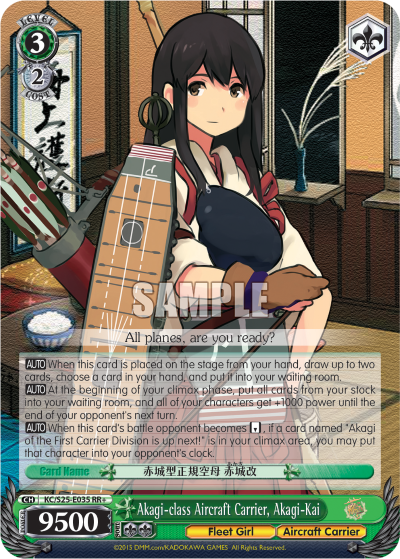 LEVEL
3
2
COST
SAMPLE
All planes, are you ready?
AUTO When this card is placed on the stage from your hand, draw up to two
cards, choose a card in your hand, and put it into your waiting room.
AUTO At the beginning of your climax phase, put all cards from your stock
into your waiting room, and all of your characters get +1000 power until the
end of your opponent's next turn.
AUTO When this card's battle opponent becomes, if a card named "Akagi
of the First Carrier Division is up next!" is in your climax area, you may put
that character into your opponent's clock.
Card Name 赤城型正規空母 赤城改
CH KC/S25-E035 RR+
Akagi-class Aircraft Carrier, Akagi-Kai
POWER 9500 SOUL
Fleet Girl Aircraft Carrier
©2015 DMM.com/KADOKAWA GAMES All Rights Reserved.